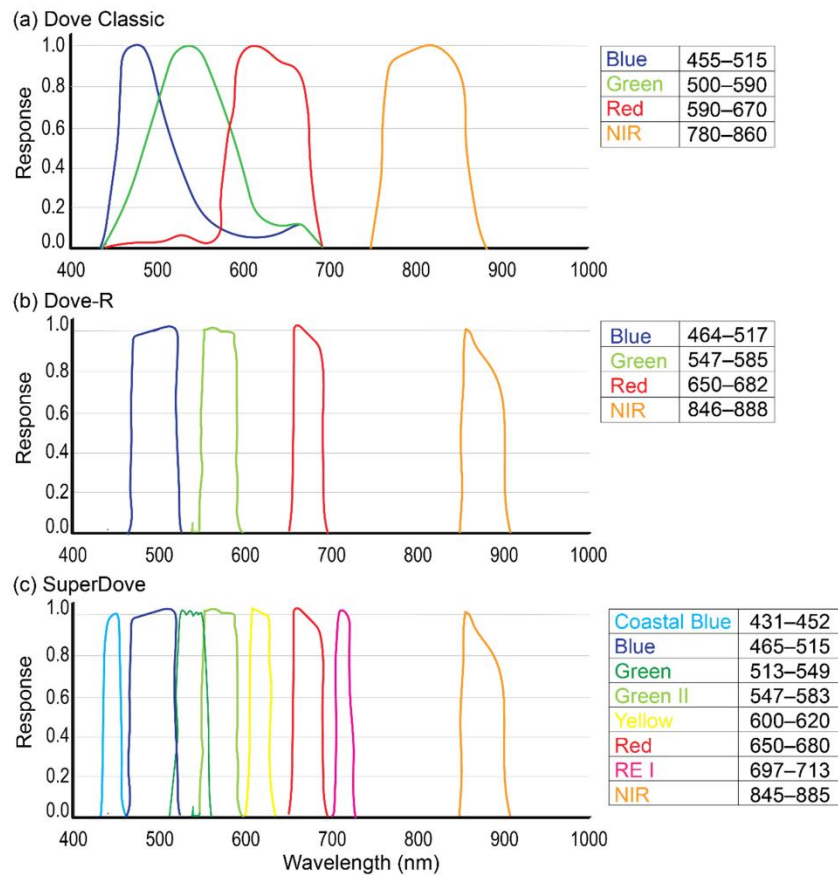 (a) Dove Classic
Response
1.0
0.8
0.6
0.4
0.2
0.0
400 500 600 700 800 900 1000
Blue 455–515
Green 500–590
Red 590–670
NIR 780–860
(b) Dove-R
Response
1.0
0.8
0.6
0.4
0.2
0.0
400 500 600 700 800 900 1000
Blue 464–517
Green 547–585
Red 650–682
NIR 846–888
(c) SuperDove
Response
1.0
0.8
0.6
0.4
0.2
0.0
400 500 600 700 800 900 1000
Wavelength (nm)
Coastal Blue 431–452
Blue 465–515
Green 513–549
Green II 547–583
Yellow 600–620
Red 650–680
RE I 697–713
NIR 845–885